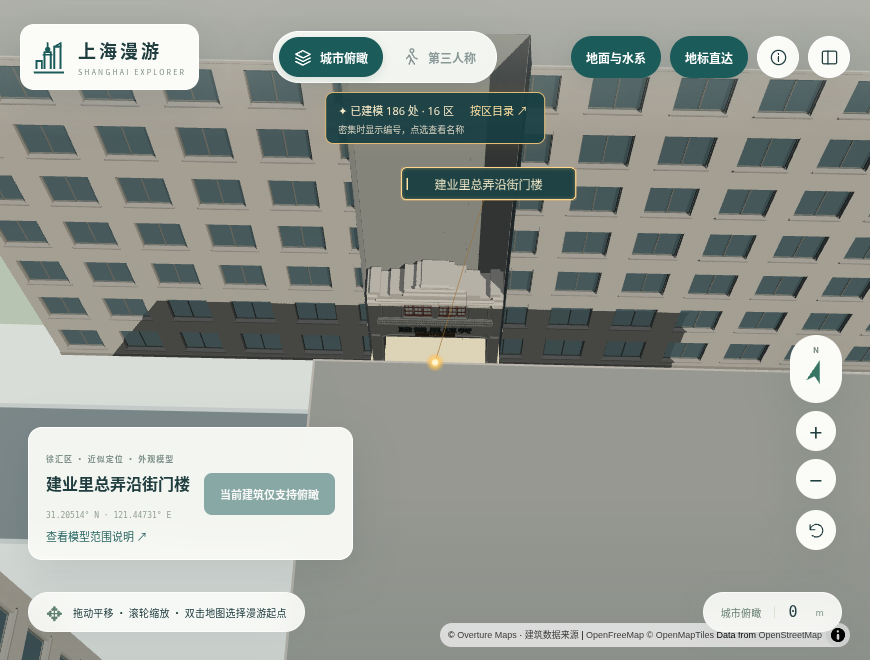 上海漫游
SHANGHAI EXPLORER
城市俯瞰
第三人称
地面与水系
地标直达
✦ 已建模 186 处 · 16 区 按区目录 ↗
密集时显示编号，点选查看名称
建业里总弄沿街门楼
N
徐汇区 · 近似定位 · 外观模型
建业里总弄沿街门楼
当前建筑仅支持俯瞰
31.20514° N · 121.44731° E
查看模型范围说明 ↗
拖动平移 · 滚轮缩放 · 双击地图选择漫游起点
城市俯瞰 0 m
© Overture Maps · 建筑数据来源 | OpenFreeMap © OpenMapTiles Data from OpenStreetMap